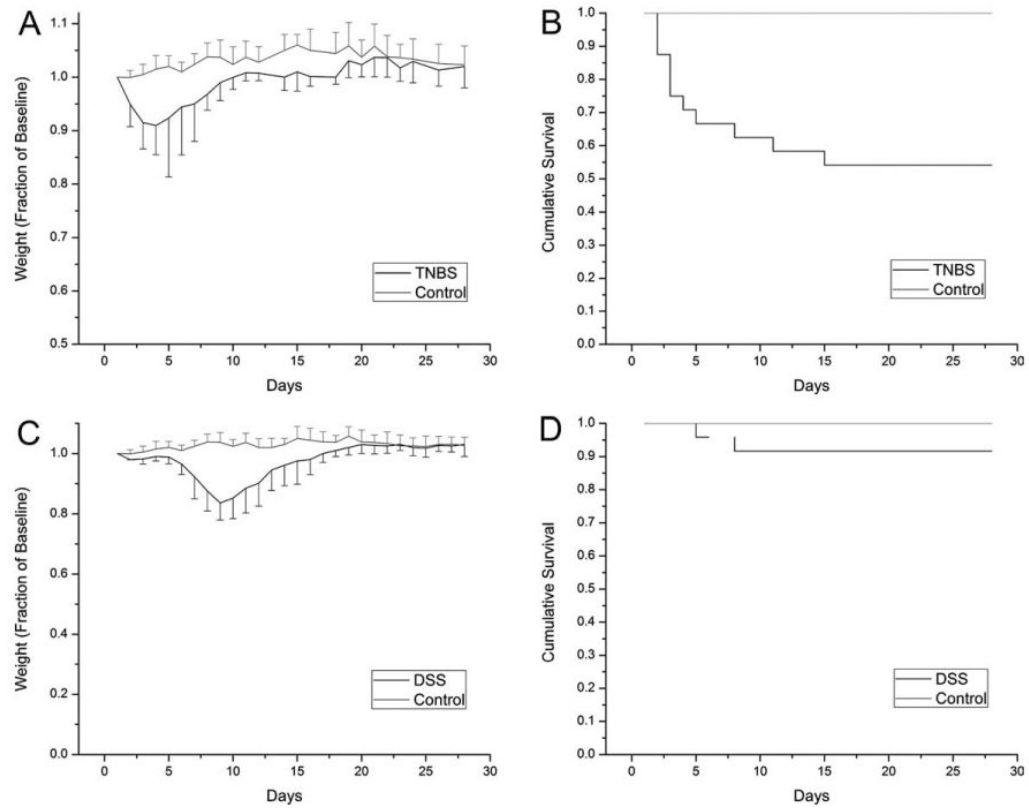 A
Weight (Fraction of Baseline)
1.1
1.0
0.9
0.8
0.7
0.6
0.5
0 5 10 15 20 25 30
Days
TNBS
Control
B
Cumulative Survival
1.0
0.9
0.8
0.7
0.6
0.5
0.4
0.3
0.2
0.1
0.0
0 5 10 15 20 25 30
Days
TNBS
Control
C
Weight (Fraction of Baseline)
1.0
0.8
0.6
0.4
0.2
0.0
0 5 10 15 20 25 30
Days
DSS
Control
D
Cumulative Survival
1.0
0.9
0.8
0.7
0.6
0.5
0.4
0.3
0.2
0.1
0.0
0 5 10 15 20 25 30
Days
DSS
Control